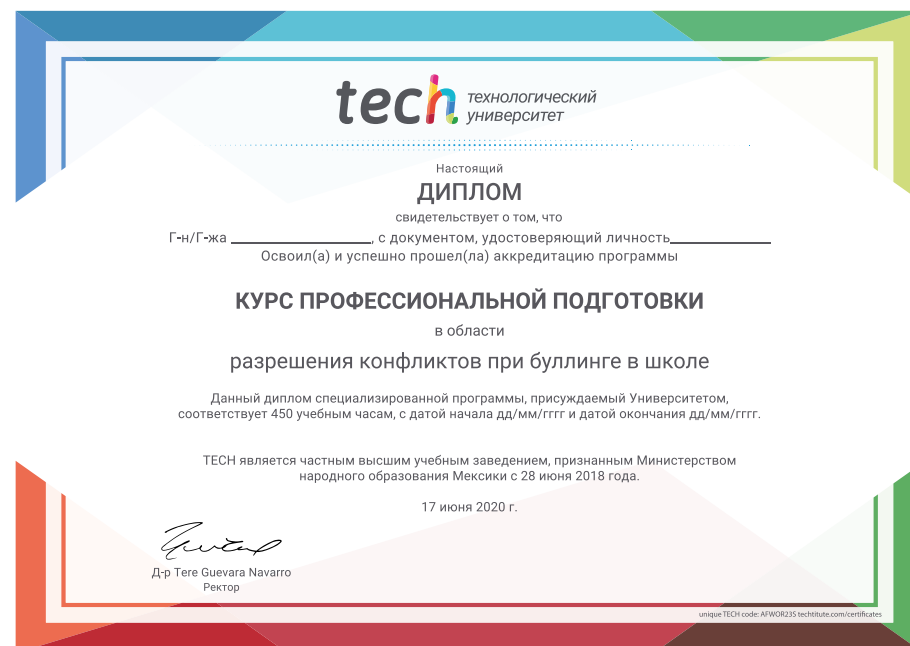 tech технологический
университет
Настоящий
ДИПЛОМ
свидетельствует о том, что
Г-н/Г-жа ____________________, с документом, удостоверяющий личность_______________
Освоил(а) и успешно прошел(ла) аккредитацию программы
КУРС ПРОФЕССИОНАЛЬНОЙ ПОДГОТОВКИ
в области
разрешения конфликтов при буллинге в школе
Данный диплом специализированной программы, присуждаемый Университетом,
соответствует 450 учебным часам, с датой начала дд/мм/гггг и датой окончания дд/мм/гггг.
TECH является частным высшим учебным заведением, признанным Министерством
народного образования Мексики с 28 июня 2018 года.
17 июня 2020 г.
Д-р Tere Guevara Navarro
Ректор
unique TECH code: AFWOR23S techtitute.com/certificates